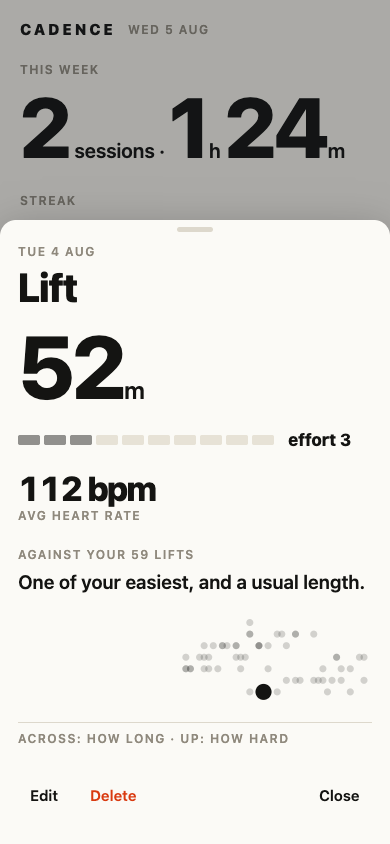 CADENCE WED 5 AUG
THIS WEEK
2 sessions · 1h 24m
STREAK
TUE 4 AUG
Lift
52m
effort 3
112 bpm
AVG HEART RATE
AGAINST YOUR 59 LIFTS
One of your easiest, and a usual length.
ACROSS: HOW LONG · UP: HOW HARD
Edit Delete Close